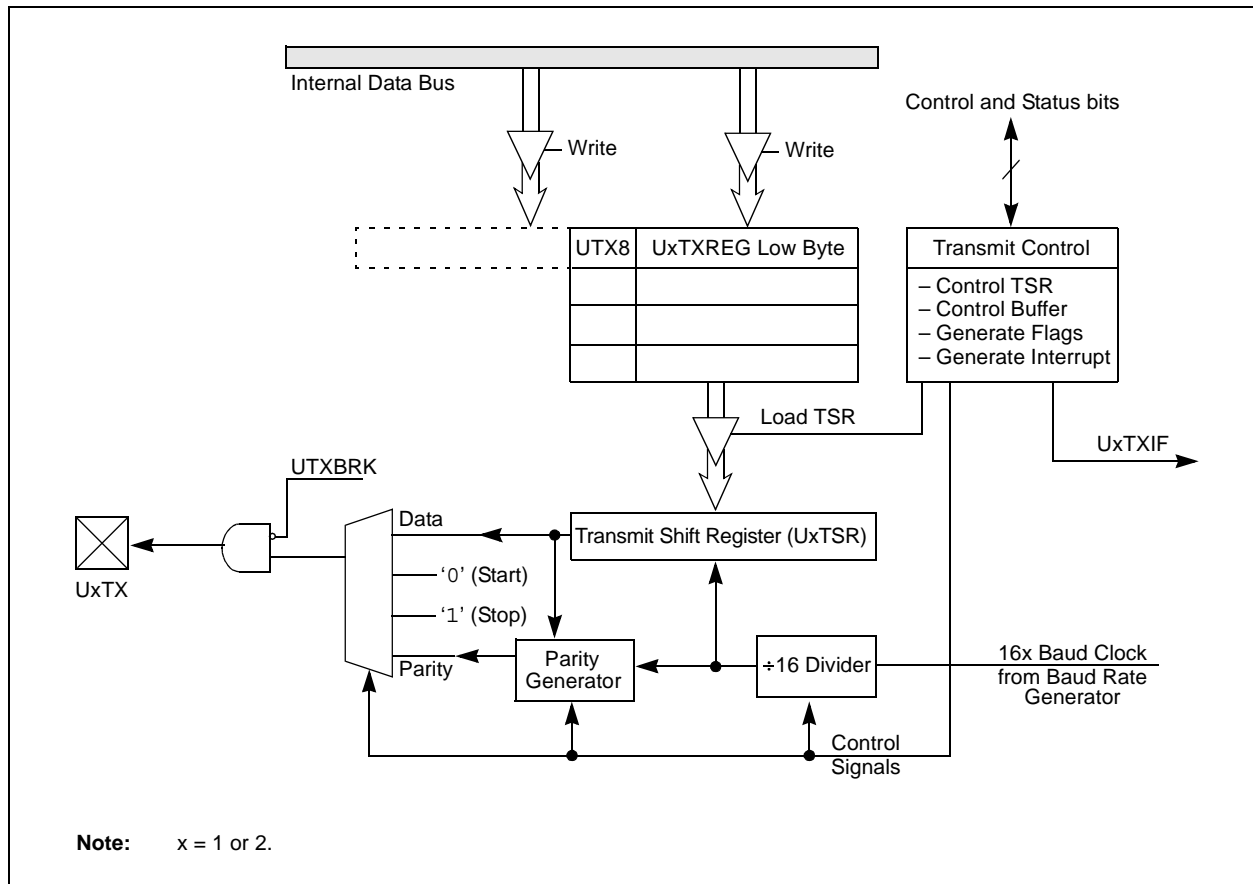 Internal Data Bus
Control and Status bits
Write
Write
UTX8
UxTXREG Low Byte
Transmit Control
– Control TSR
– Control Buffer
– Generate Flags
– Generate Interrupt
Load TSR
UxTXIF
UTXBRK
Data
Transmit Shift Register (UxTSR)
UxTX
‘0’ (Start)
‘1’ (Stop)
Parity
Parity
Generator
÷16 Divider
16x Baud Clock
from Baud Rate
Generator
Control
Signals
Note: x = 1 or 2.